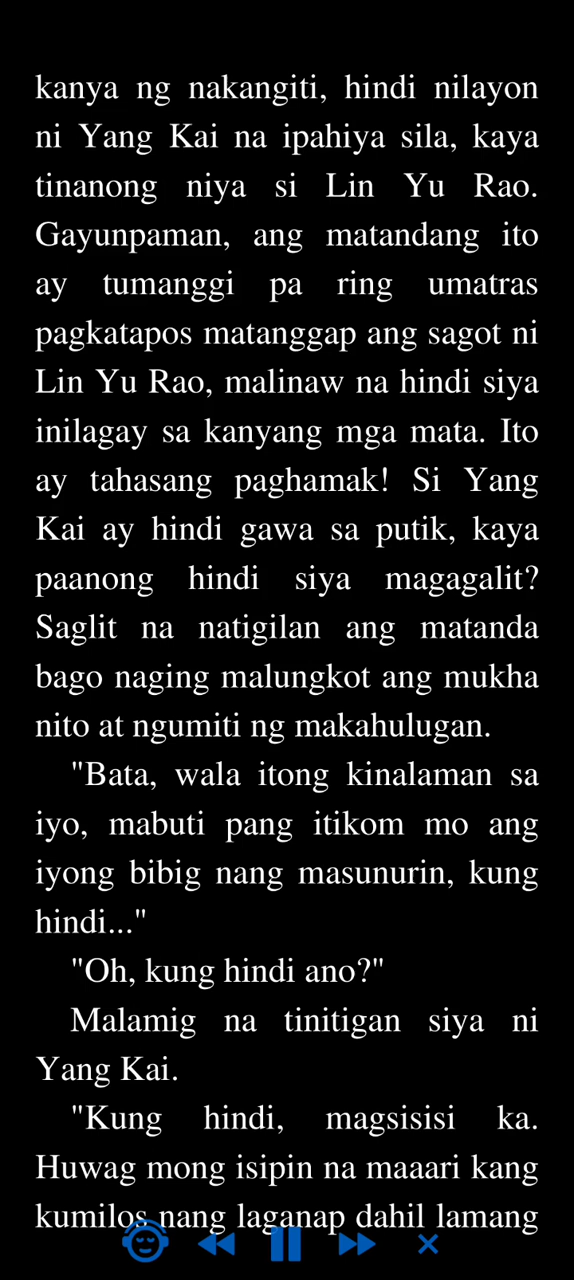 kanya ng nakangiti, hindi nilayon
ni Yang Kai na ipahiya sila, kaya
tinanong niya si Lin Yu Rao.
Gayunpaman, ang matandang ito
ay tumanggi pa ring umatras
pagkatapos matanggap ang sagot ni
Lin Yu Rao, malinaw na hindi siya
inilagay sa kanyang mga mata. Ito
ay tahasang paghamak! Si Yang
Kai ay hindi gawa sa putik, kaya
paanong hindi siya magagalit?
Saglit na natigilan ang matanda
bago naging malungkot ang mukha
nito at ngumiti ng makahulugan.
"Bata, wala itong kinalaman sa
iyo, mabuti pang itikom mo ang
iyong bibig nang masunurin, kung
hindi..."
"Oh, kung hindi ano?"
Malamig na tinitigan siya ni
Yang Kai.
"Kung hindi, magsisisi ka.
Huwag mong isipin na maaari kang
kumilos nang laganap dahil lamang